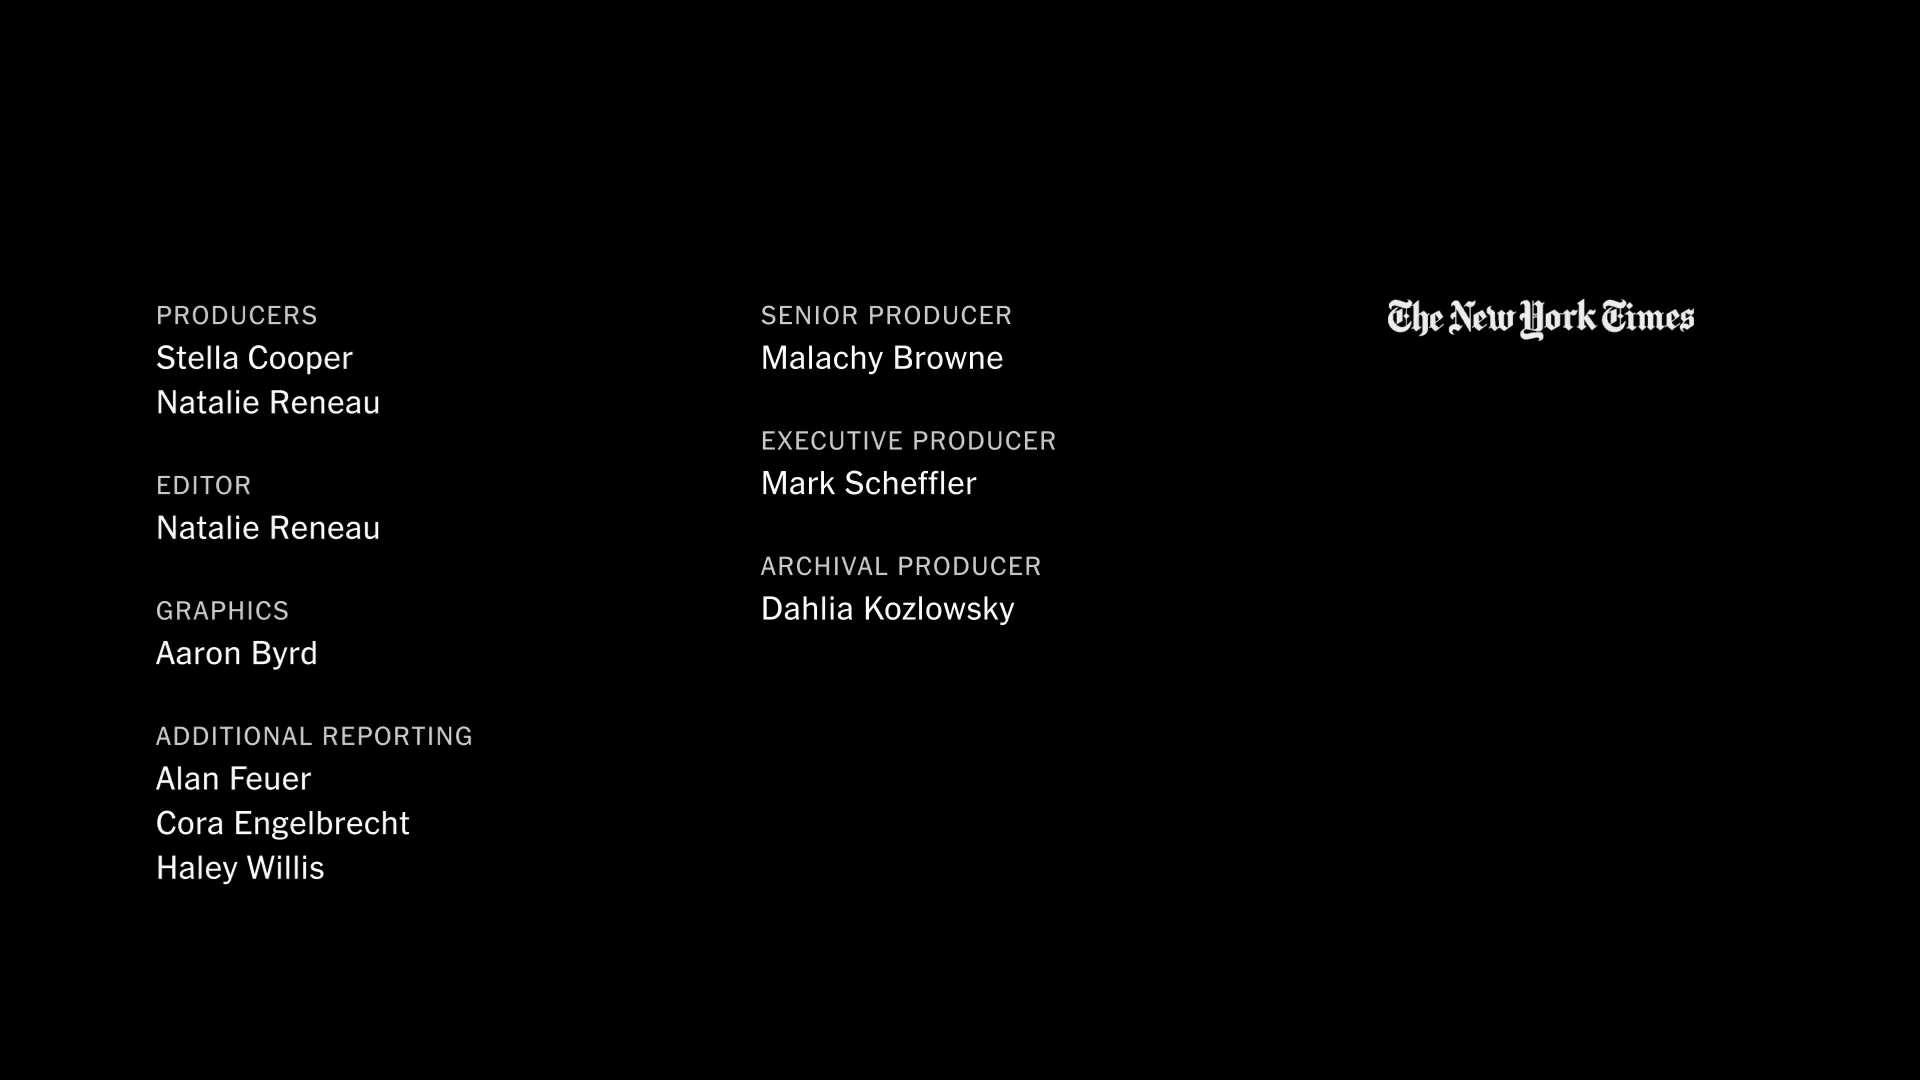 PRODUCERS
Stella Cooper
Natalie Reneau
EDITOR
Natalie Reneau
GRAPHICS
Aaron Byrd
ADDITIONAL REPORTING
Alan Feuer
Cora Engelbrecht
Haley Willis
SENIOR PRODUCER
Malachy Browne
EXECUTIVE PRODUCER
Mark Scheffler
ARCHIVAL PRODUCER
Dahlia Kozlowsky
The New York Times